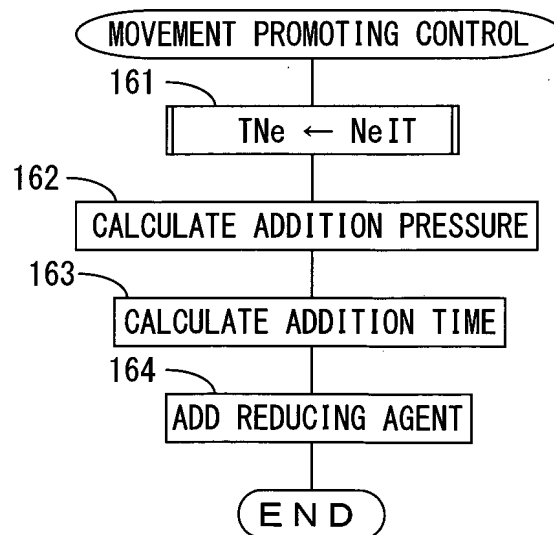 MOVEMENT PROMOTING CONTROL
161
TNe ← NeIT
162
CALCULATE ADDITION PRESSURE
163
CALCULATE ADDITION TIME
164
ADD REDUCING AGENT
END